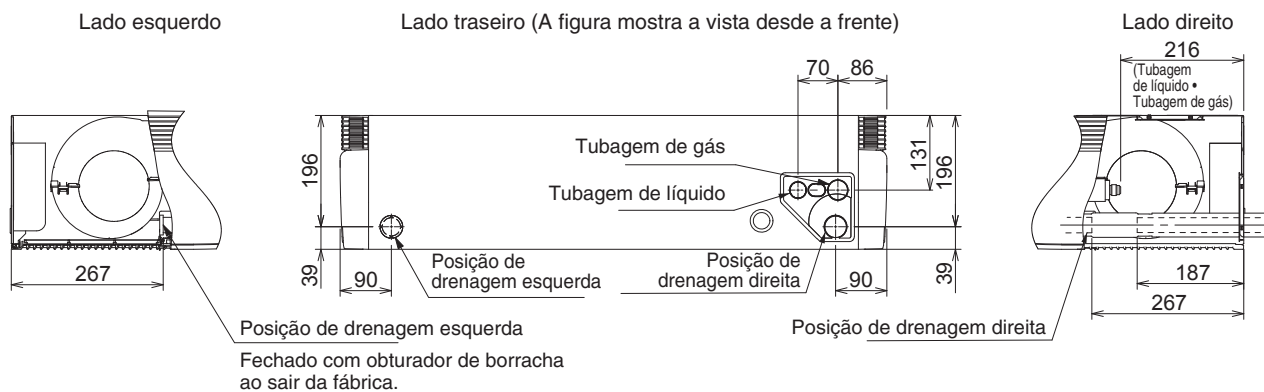 Lado esquerdo
Lado traseiro (A figura mostra a vista desde a frente)
Lado direito
216
(Tubagem
de líquido •
Tubagem de gás)
70
86
196
39
267
Tubagem de gás
Tubagem de líquido
131
196
39
90
Posição de
drenagem esquerda
Posição de
drenagem direita
90
187
267
Posição de drenagem esquerda
Fechado com obturador de borracha
ao sair da fábrica.
Posição de drenagem direita